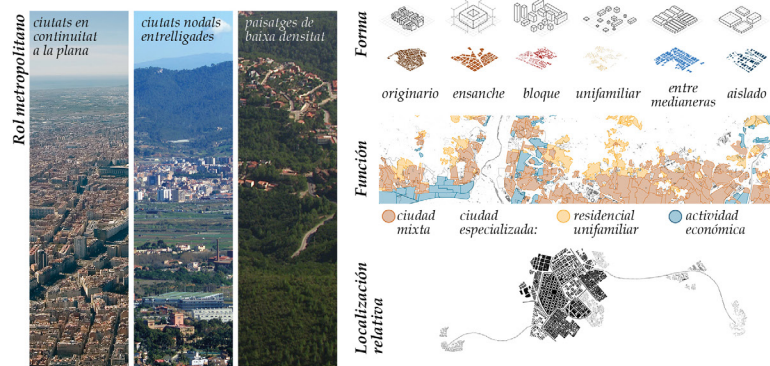 Rol metropolitano
ciutats en
continuitat
a la plana
ciutats nodals
entrelligades
paisatges de
baixa densitat
Forma
originario
ensanche
bloque
unifamiliar
entre
medianeras
aislado
Función
ciudad
mixta
ciudad
especializada:
residencial
unifamiliar
actividad
económica
Localización
relativa